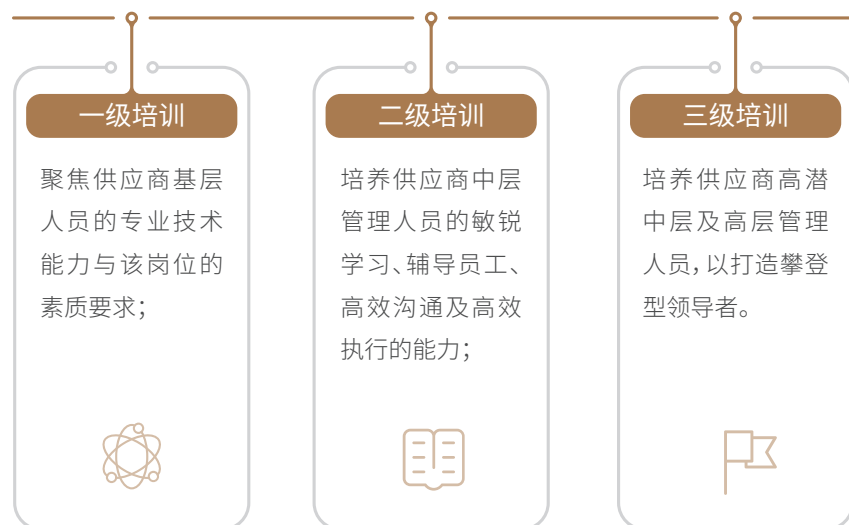 一级培训
聚焦供应商基层
人员的专业技术
能力与该岗位的
素质要求；
二级培训
培养供应商中层
管理人员的敏锐
学习、辅导员工、
高效沟通及高效
执行的能力；
三级培训
培养供应商高潜
中层及高层管理
人员，以打造攀登
型领导者。